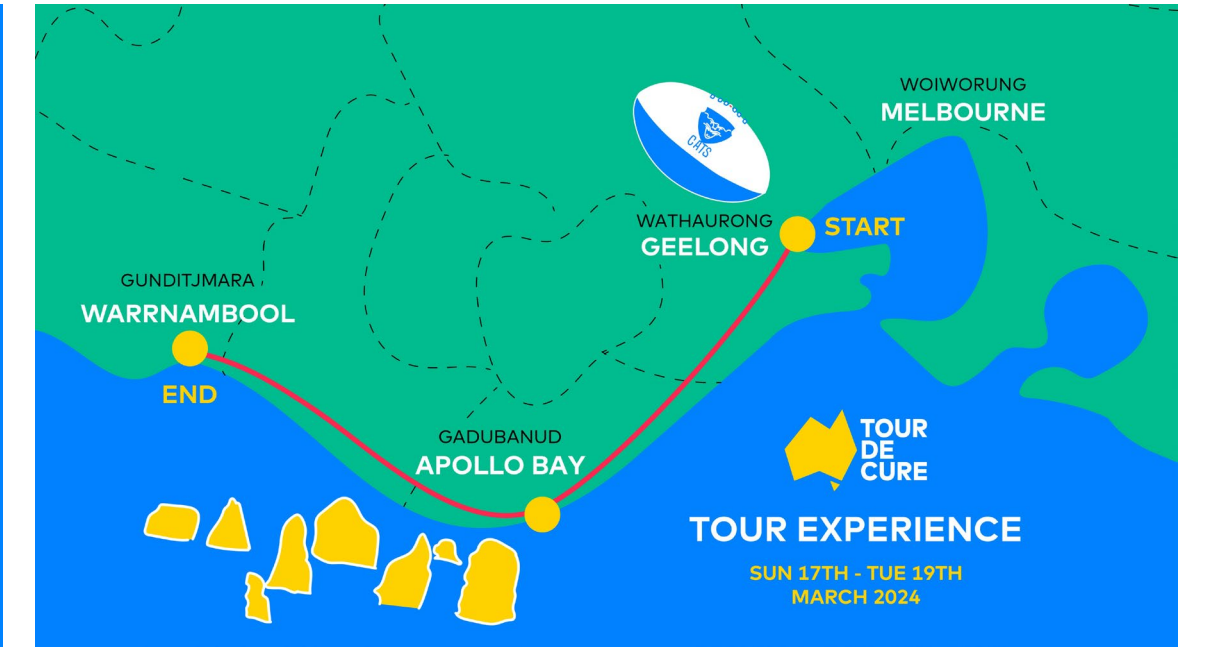 WOIWORUNG
MELBOURNE
CATS
WATHAURONG
GEELONG
START
GUNDITJMARA
WARRNAMBOOL
END
GADUBANUD
APOLLO BAY
TOUR
DE
CURE
TOUR EXPERIENCE
SUN 17TH - TUE 19TH
MARCH 2024